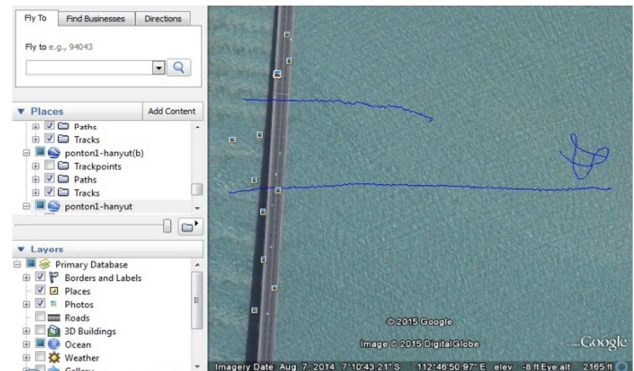 Fly To
Find Businesses
Directions
Fly to e.g., 94043
Places
Add Content
Paths
Tracks
ponton1-hanyut(b)
Trackpoints
Paths
Tracks
ponton1-hanyut
Layers
Primary Database
Borders and Labels
Places
Photos
Roads
3D Buildings
Ocean
Weather
Gallery
© 2015 Google
Image © 2015 DigitalGlobe
Google
Imagery Date Aug 7, 2014 7°10'43.21" S 112°46'50.97" E elev -8 ft Eye alt 2165 ft